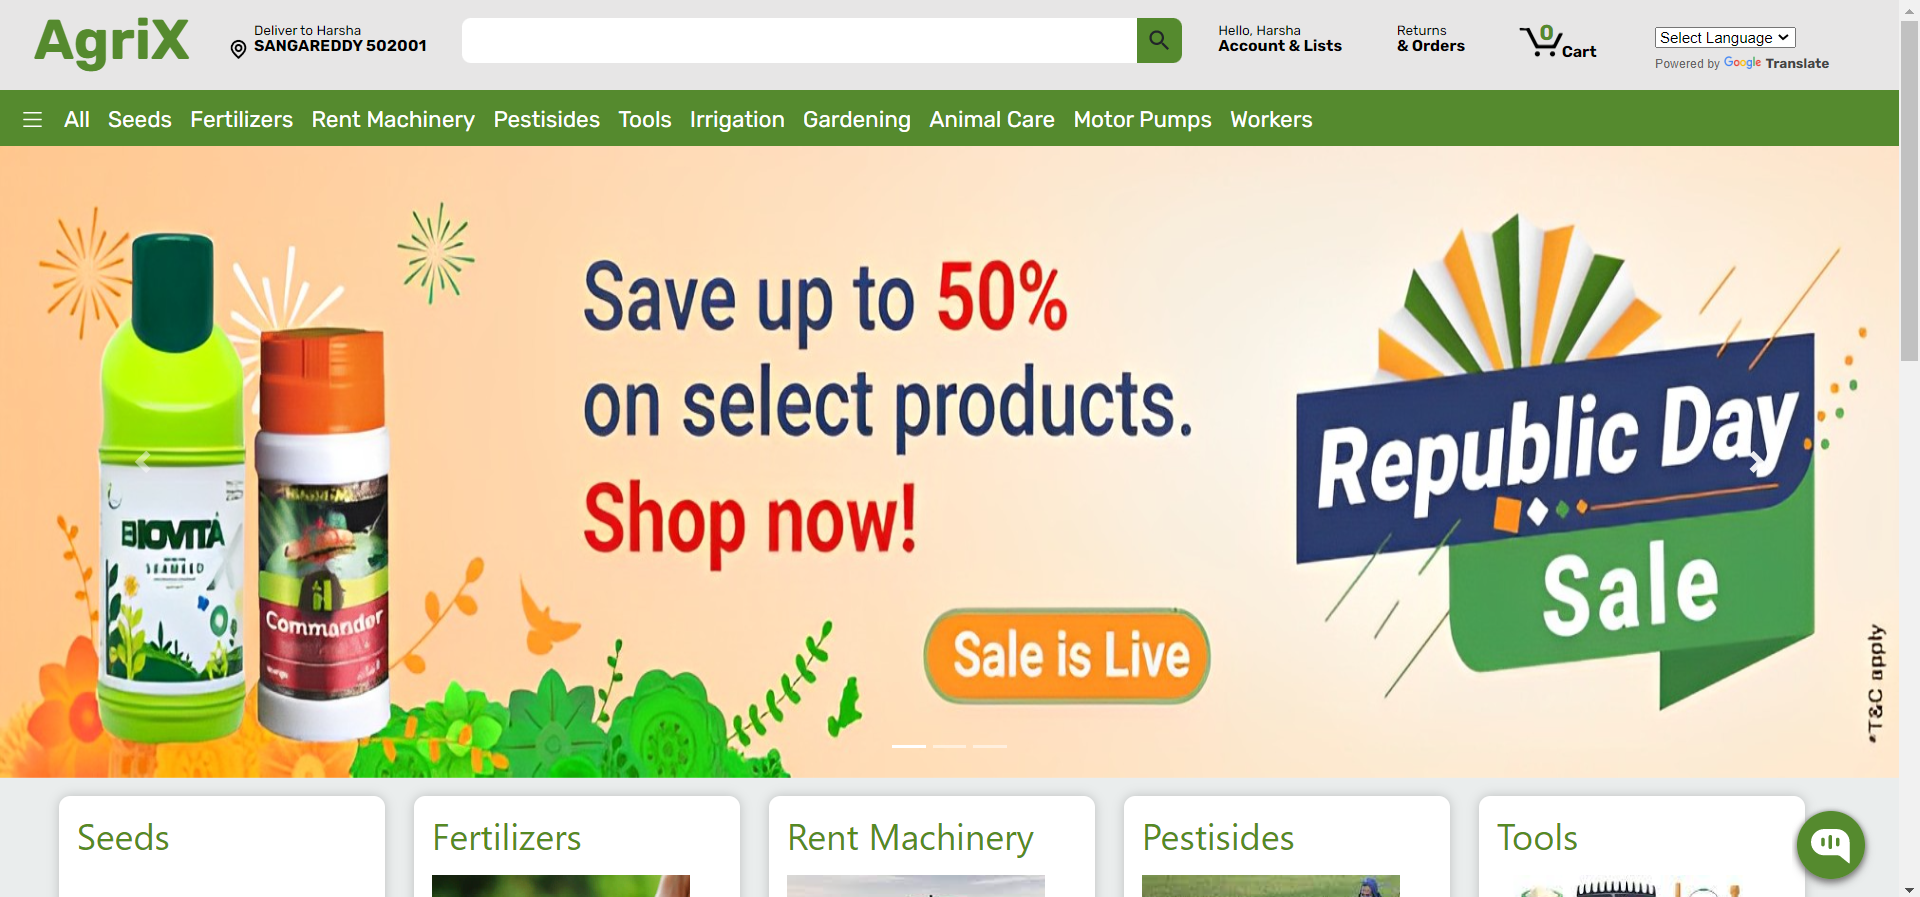 AgriX
Deliver to Harsha
SANGAREDDY 502001
Hello, Harsha
Account & Lists
Returns
& Orders
0
Cart
Select Language
Powered by Google Translate
All Seeds Fertilizers Rent Machinery Pestisides Tools Irrigation Gardening Animal Care Motor Pumps Workers
Save up to 50%
on select products.
Shop now!
Sale is Live
Republic Day
Sale
*T&C apply
BIOVITA
Commander
Seeds
Fertilizers
Rent Machinery
Pestisides
Tools